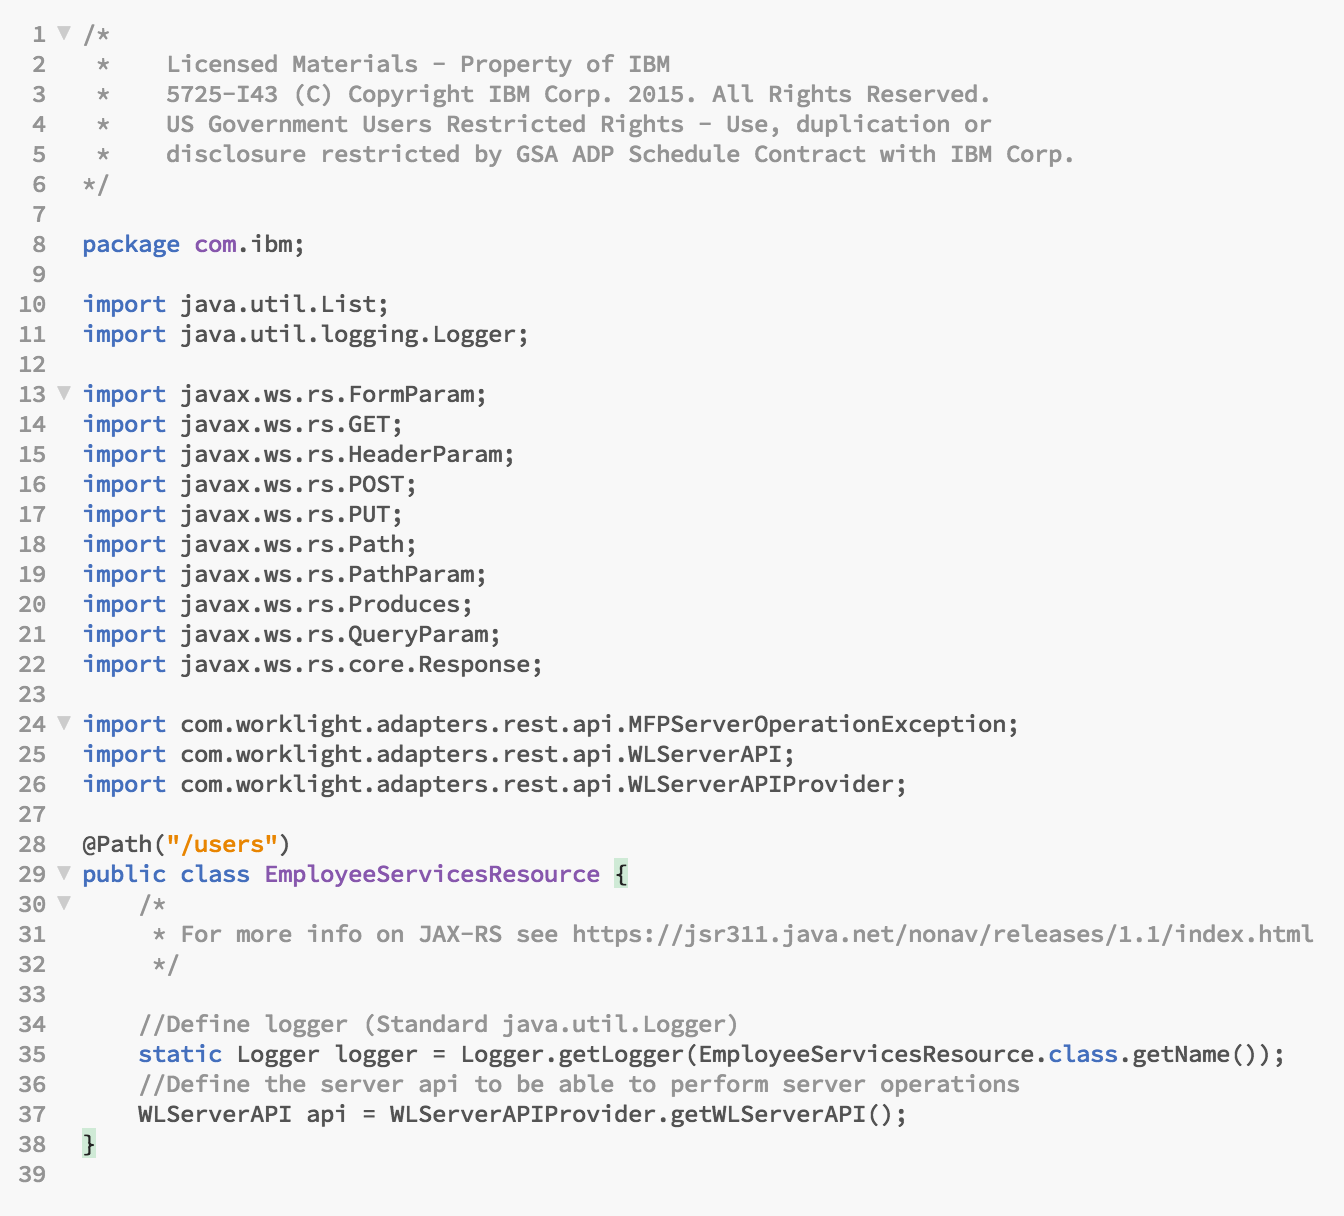 1 /*
2  *    Licensed Materials - Property of IBM
3  *    5725-I43 (C) Copyright IBM Corp. 2015. All Rights Reserved.
4  *    US Government Users Restricted Rights - Use, duplication or
5  *    disclosure restricted by GSA ADP Schedule Contract with IBM Corp.
6 */
7
8 package com.ibm;
9
10 import java.util.List;
11 import java.util.logging.Logger;
12
13 import javax.ws.rs.FormParam;
14 import javax.ws.rs.GET;
15 import javax.ws.rs.HeaderParam;
16 import javax.ws.rs.POST;
17 import javax.ws.rs.PUT;
18 import javax.ws.rs.Path;
19 import javax.ws.rs.PathParam;
20 import javax.ws.rs.Produces;
21 import javax.ws.rs.QueryParam;
22 import javax.ws.rs.core.Response;
23
24 import com.worklight.adapters.rest.api.MFPServerOperationException;
25 import com.worklight.adapters.rest.api.WLServerAPI;
26 import com.worklight.adapters.rest.api.WLServerAPIProvider;
27
28 @Path("/users")
29 public class EmployeeServicesResource {
30     /*
31      * For more info on JAX-RS see https://jsr311.java.net/nonav/releases/1.1/index.html
32      */
33
34     //Define logger (Standard java.util.Logger)
35     static Logger logger = Logger.getLogger(EmployeeServicesResource.class.getName());
36     //Define the server api to be able to perform server operations
37     WLServerAPI api = WLServerAPIProvider.getWLServerAPI();
38 }
39